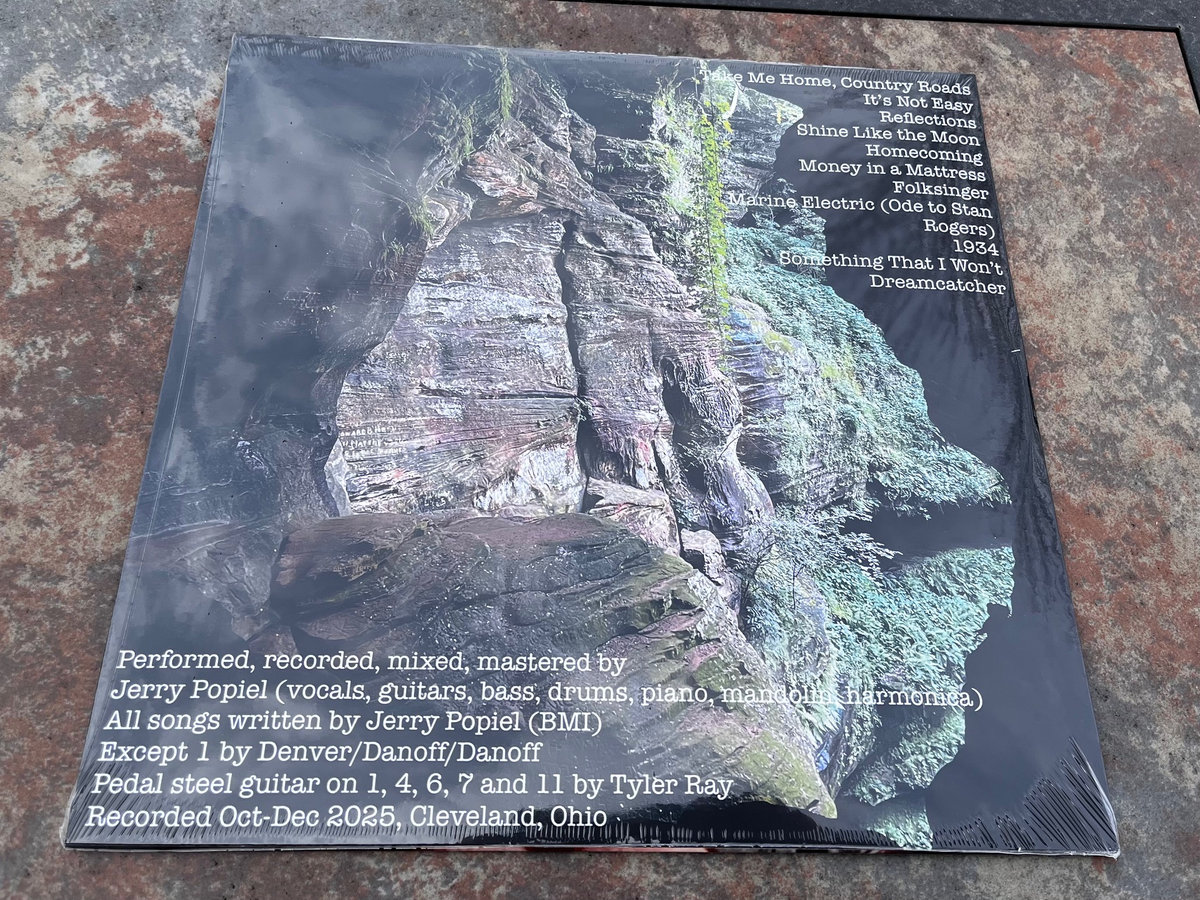 Take Me Home, Country Roads
It's Not Easy
Reflections
Shine Like the Moon
Homecoming
Money in a Mattress
Folksinger
Marine Electric (Ode to Stan
Rogers)
1934
Something That I Won't
Dreamcatcher
Performed, recorded, mixed, mastered by
Jerry Popiel (vocals, guitars, bass, drums, piano, mandolin, harmonica)
All songs written by Jerry Popiel (BMI)
Except 1 by Denver/Danoff/Danoff
Pedal steel guitar on 1, 4, 6, 7 and 11 by Tyler Ray
Recorded Oct-Dec 2025, Cleveland, Ohio